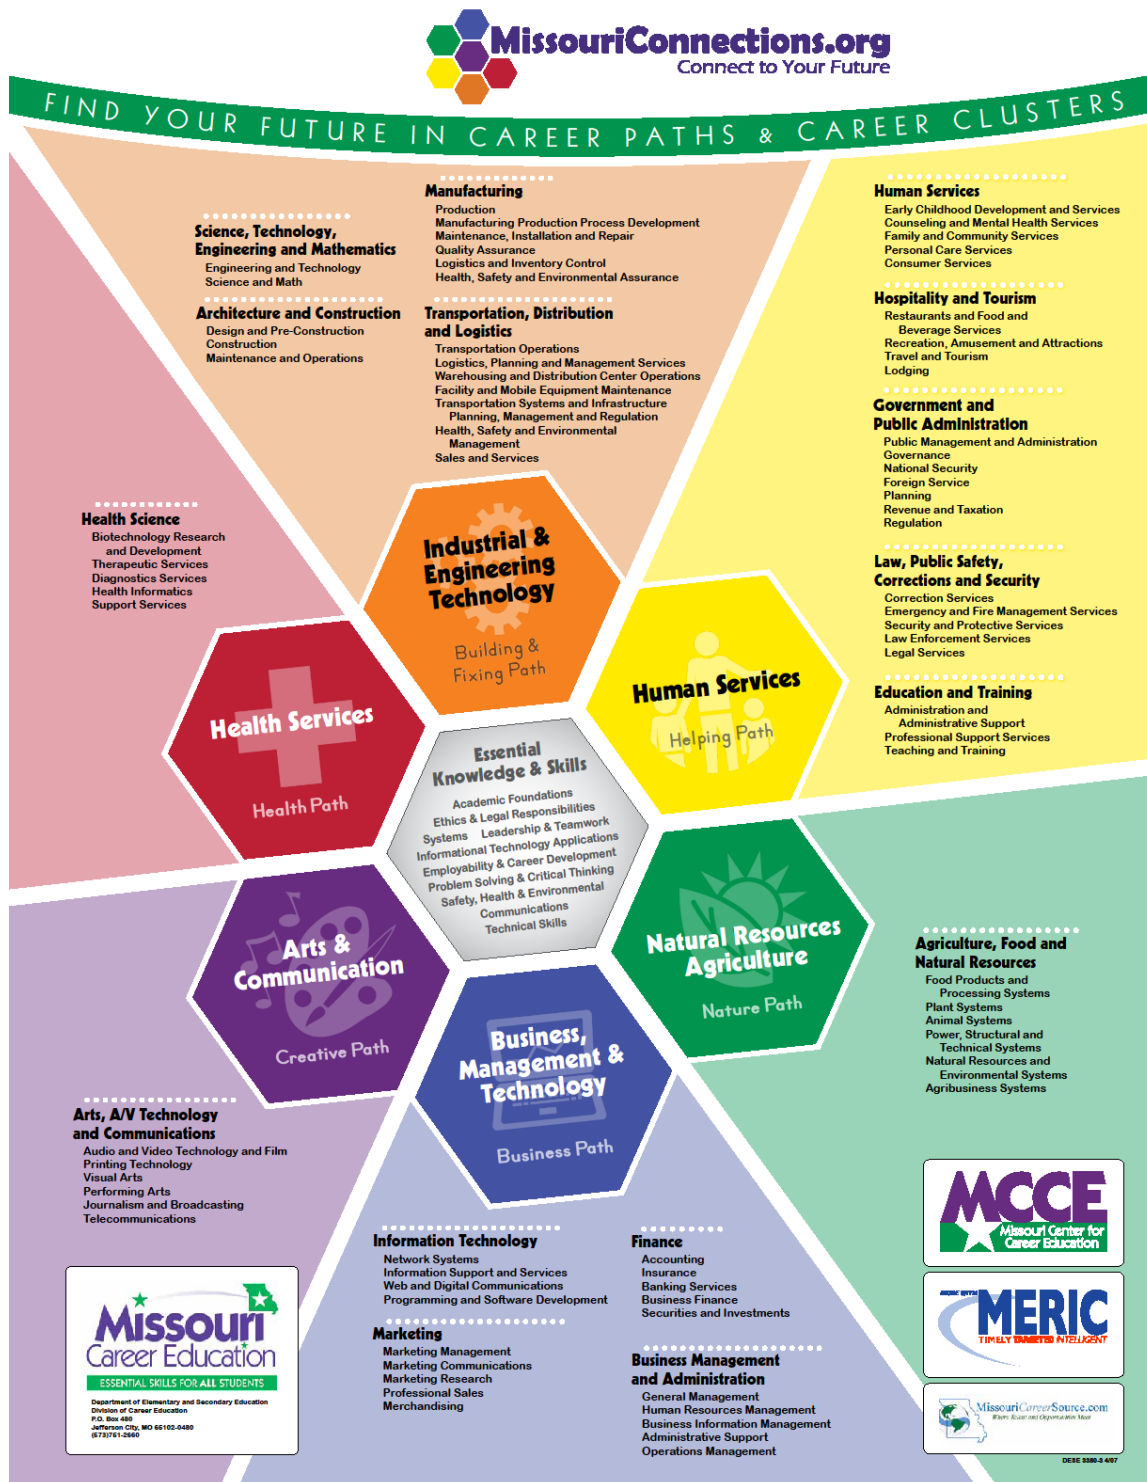 MissouriConnections.org
Connect to Your Future
FIND YOUR FUTURE IN CAREER PATHS & CAREER CLUSTERS
Science, Technology,
Engineering and Mathematics
Engineering and Technology
Science and Math
Architecture and Construction
Design and Pre-Construction
Construction
Maintenance and Operations
Manufacturing
Production
Manufacturing Production Process Development
Maintenance, Installation and Repair
Quality Assurance
Logistics and Inventory Control
Health, Safety and Environmental Assurance
Transportation, Distribution
and Logistics
Transportation Operations
Logistics, Planning and Management Services
Warehousing and Distribution Center Operations
Facility and Mobile Equipment Maintenance
Transportation Systems and Infrastructure
Planning, Management and Regulation
Health, Safety and Environmental
Management
Sales and Services
Human Services
Early Childhood Development and Services
Counseling and Mental Health Services
Family and Community Services
Personal Care Services
Consumer Services
Hospitality and Tourism
Restaurants and Food and
Beverage Services
Recreation, Amusement and Attractions
Travel and Tourism
Lodging
Government and
Public Administration
Public Management and Administration
Governance
National Security
Foreign Service
Planning
Revenue and Taxation
Regulation
Law, Public Safety,
Corrections and Security
Correction Services
Emergency and Fire Management Services
Security and Protective Services
Law Enforcement Services
Legal Services
Education and Training
Administration and
Administrative Support
Professional Support Services
Teaching and Training
Health Science
Biotechnology Research
and Development
Therapeutic Services
Diagnostics Services
Health Informatics
Support Services
Industrial &
Engineering
Technology
Building &
Fixing Path
Human Services
Helping Path
Health Services
Health Path
Essential
Knowledge & Skills
Academic Foundations
Ethics & Legal Responsibilities
Systems Leadership & Teamwork
Informational Technology Applications
Employability & Career Development
Problem Solving & Critical Thinking
Safety, Health & Environmental
Communications
Technical Skills
Arts &
Communication
Creative Path
Natural Resources
Agriculture
Nature Path
Business,
Management &
Technology
Business Path
Agriculture, Food and
Natural Resources
Food Products and
Processing Systems
Plant Systems
Animal Systems
Power, Structural and
Technical Systems
Natural Resources and
Environmental Systems
Agribusiness Systems
Arts, A/V Technology
and Communications
Audio and Video Technology and Film
Printing Technology
Visual Arts
Performing Arts
Journalism and Broadcasting
Telecommunications
Information Technology
Network Systems
Information Support and Services
Web and Digital Communications
Programming and Software Development
Marketing
Marketing Management
Marketing Communications
Marketing Research
Professional Sales
Merchandising
Finance
Accounting
Insurance
Banking Services
Business Finance
Securities and Investments
Business Management
and Administration
General Management
Human Resources Management
Business Information Management
Administrative Support
Operations Management
Missouri
Career Education
ESSENTIAL SKILLS FOR ALL STUDENTS
Department of Elementary and Secondary Education
Division of Career Education
P.O. Box 480
Jefferson City, MO 65102-0480
(573)751-2660
MCCE
Missouri Center for
Career Education
MERIC
TIMELY TARGETED INTELLIGENT
MissouriCareerSource.com
Where Talent and Opportunities Meet
DESE 3380-3 4/07